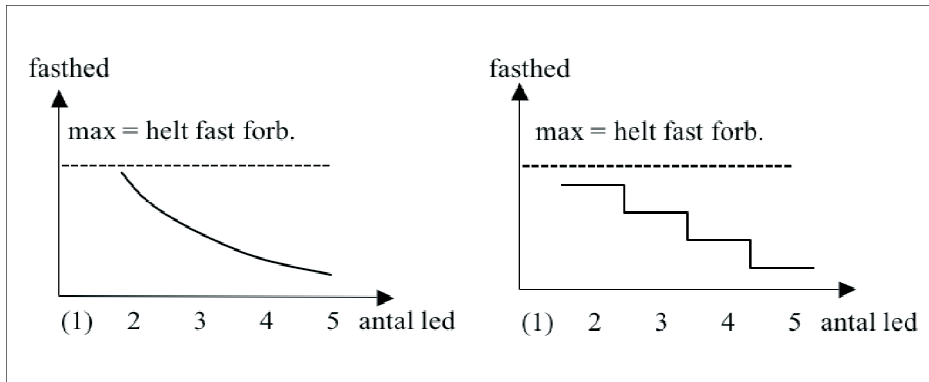 fasthed
max = helt fast forb.
(1) 2 3 4 5 antal led
fasthed
max = helt fast forb.
(1) 2 3 4 5 antal led